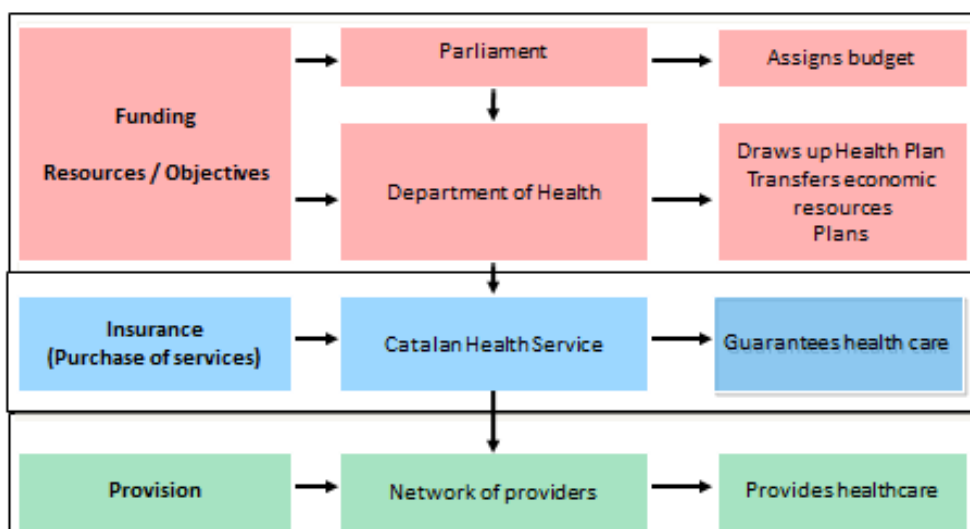 Parliament
Assigns budget
Funding
Resources / Objectives
Department of Health
Draws up Health Plan
Transfers economic
resources
Plans
Insurance
(Purchase of services)
Catalan Health Service
Guarantees health care
Provision
Network of providers
Provides healthcare